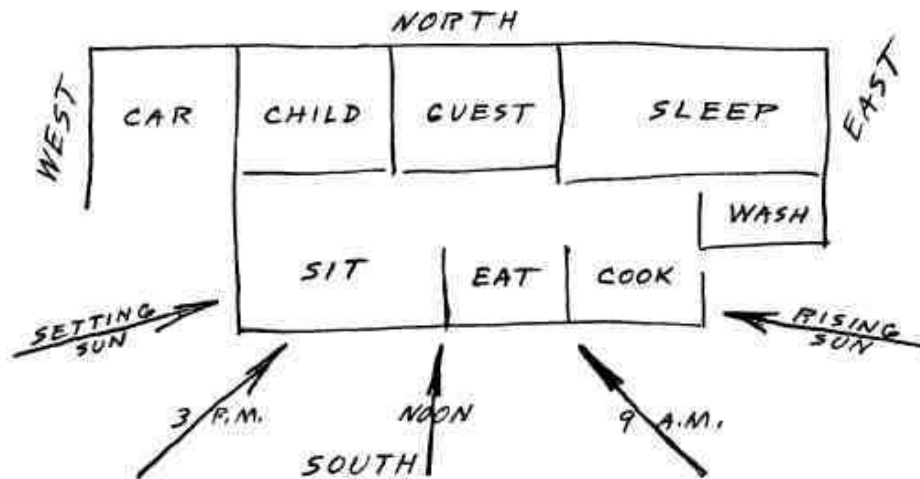 NORTH
WEST
CAR
CHILD
GUEST
SLEEP
EAST
WASH
SIT
EAT
COOK
SETTING
SUN
RISING
SUN
3 P.M.
NOON
9 A.M.
SOUTH